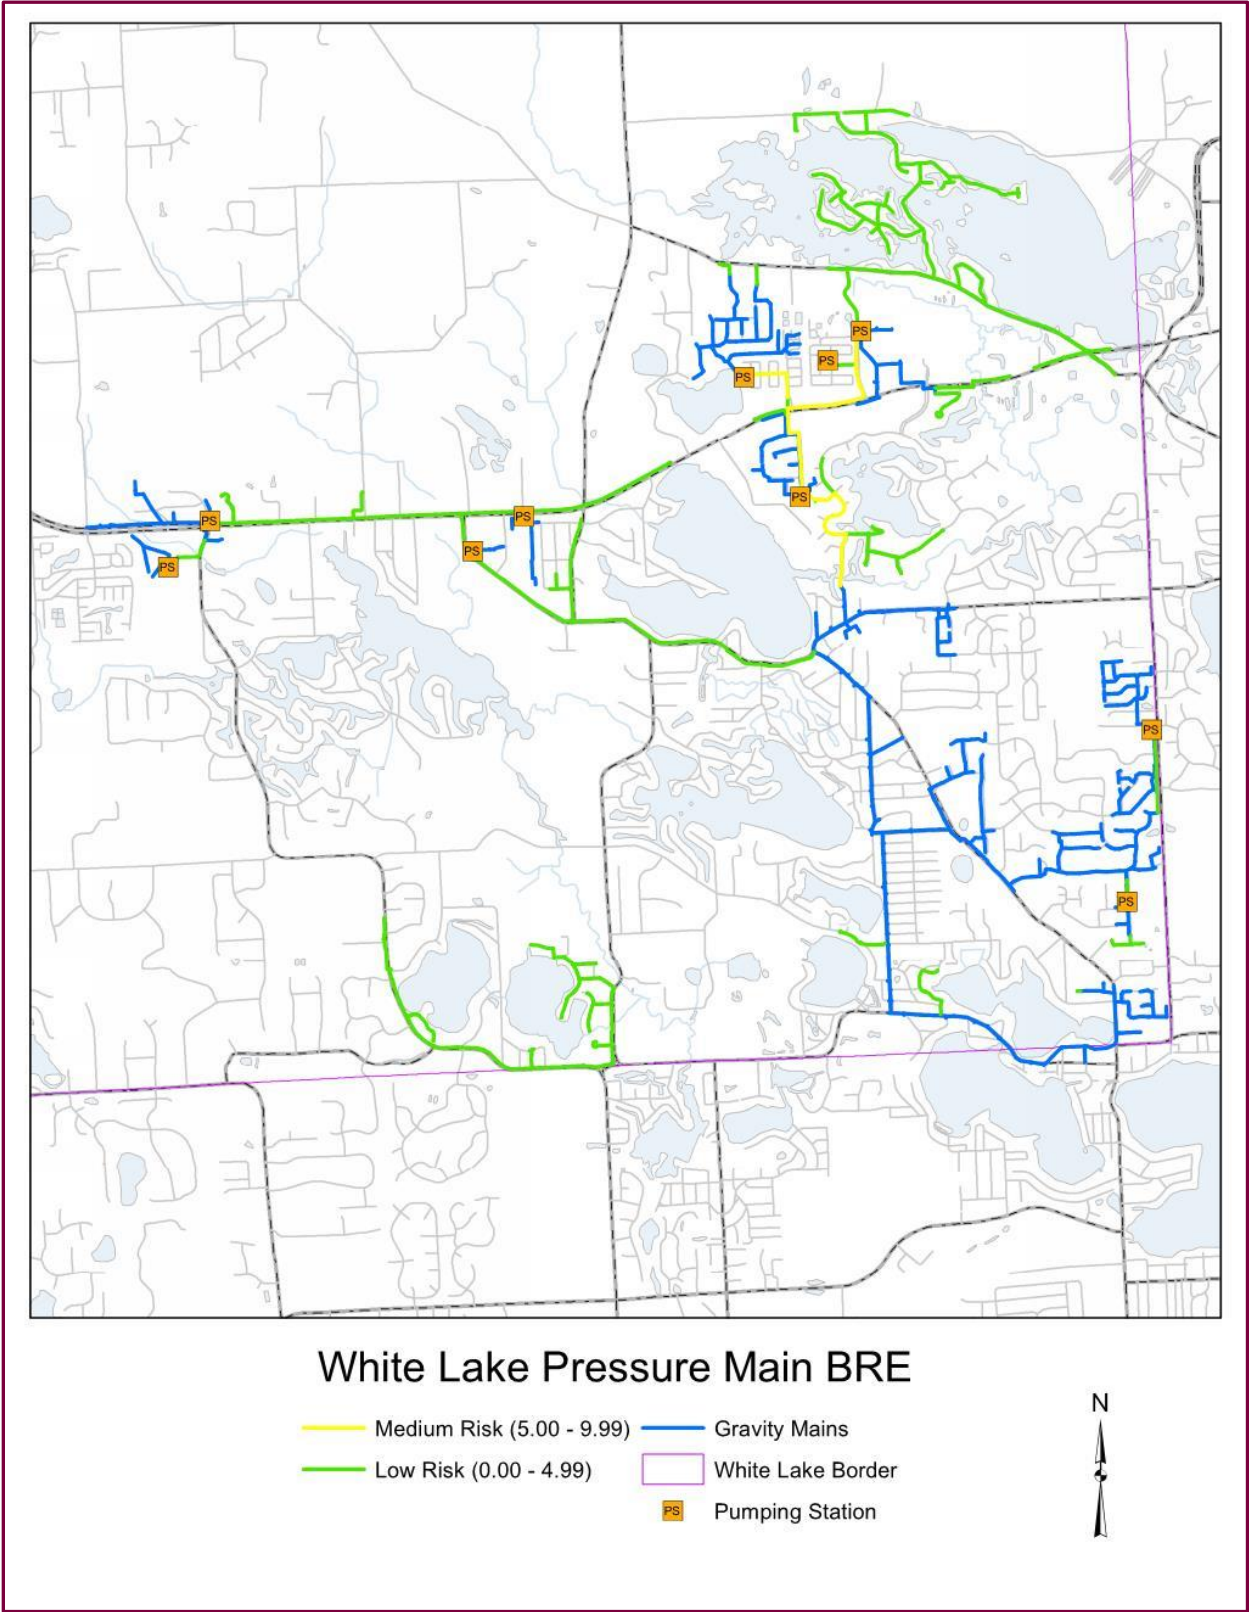 PS
PS
PS
PS
PS
PS
PS
PS
PS
PS
White Lake Pressure Main BRE
Medium Risk (5.00 - 9.99)
Gravity Mains
Low Risk (0.00 - 4.99)
White Lake Border
PS
Pumping Station
N